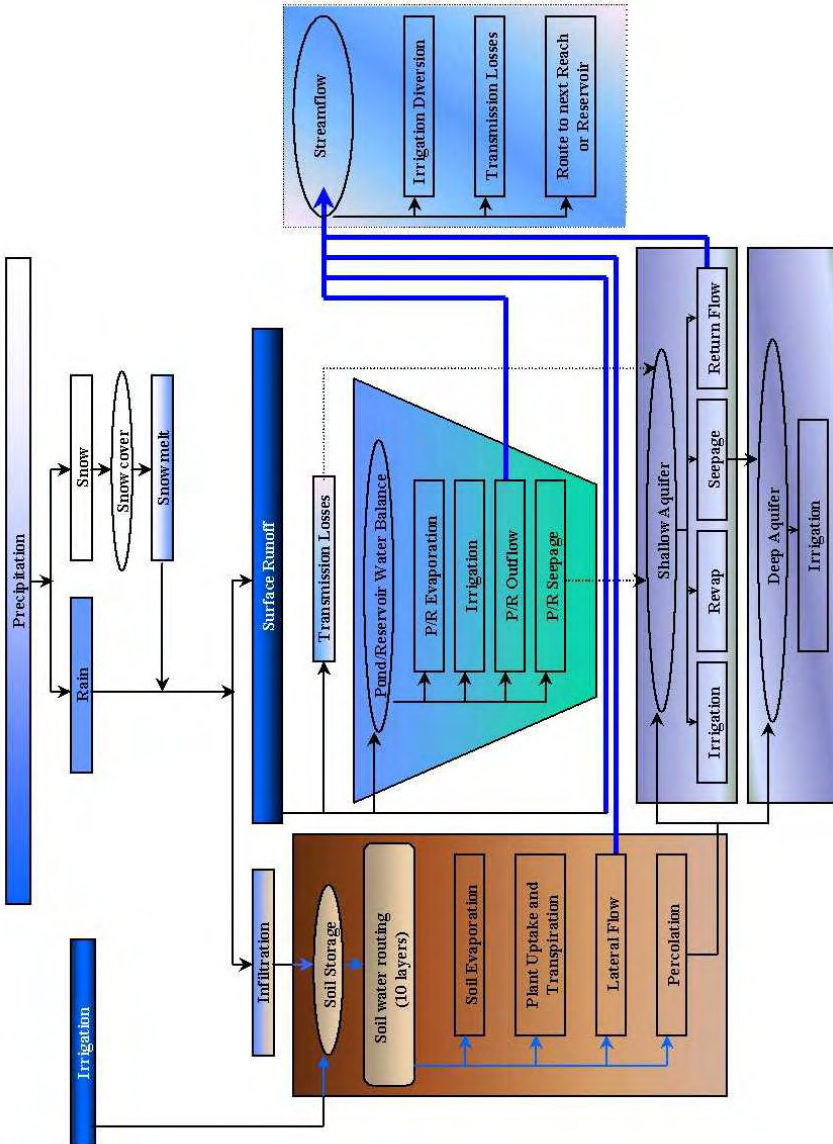 Irrigation
Precipitation
Rain
Snow
Snow cover
Snow melt
Infiltration
Soil Storage
Soil water routing
(10 layers)
Soil Evaporation
Plant Uptake and
Transpiration
Lateral Flow
Percolation
Surface Runoff
Transmission Losses
Pond/Reservoir Water Balance
P/R Evaporation
Irrigation
P/R Outflow
P/R Seepage
Streamflow
Irrigation Diversion
Transmission Losses
Route to next Reach
or Reservoir
Shallow Aquifer
Irrigation
Revap
Seepage
Return Flow
Deep Aquifer
Irrigation